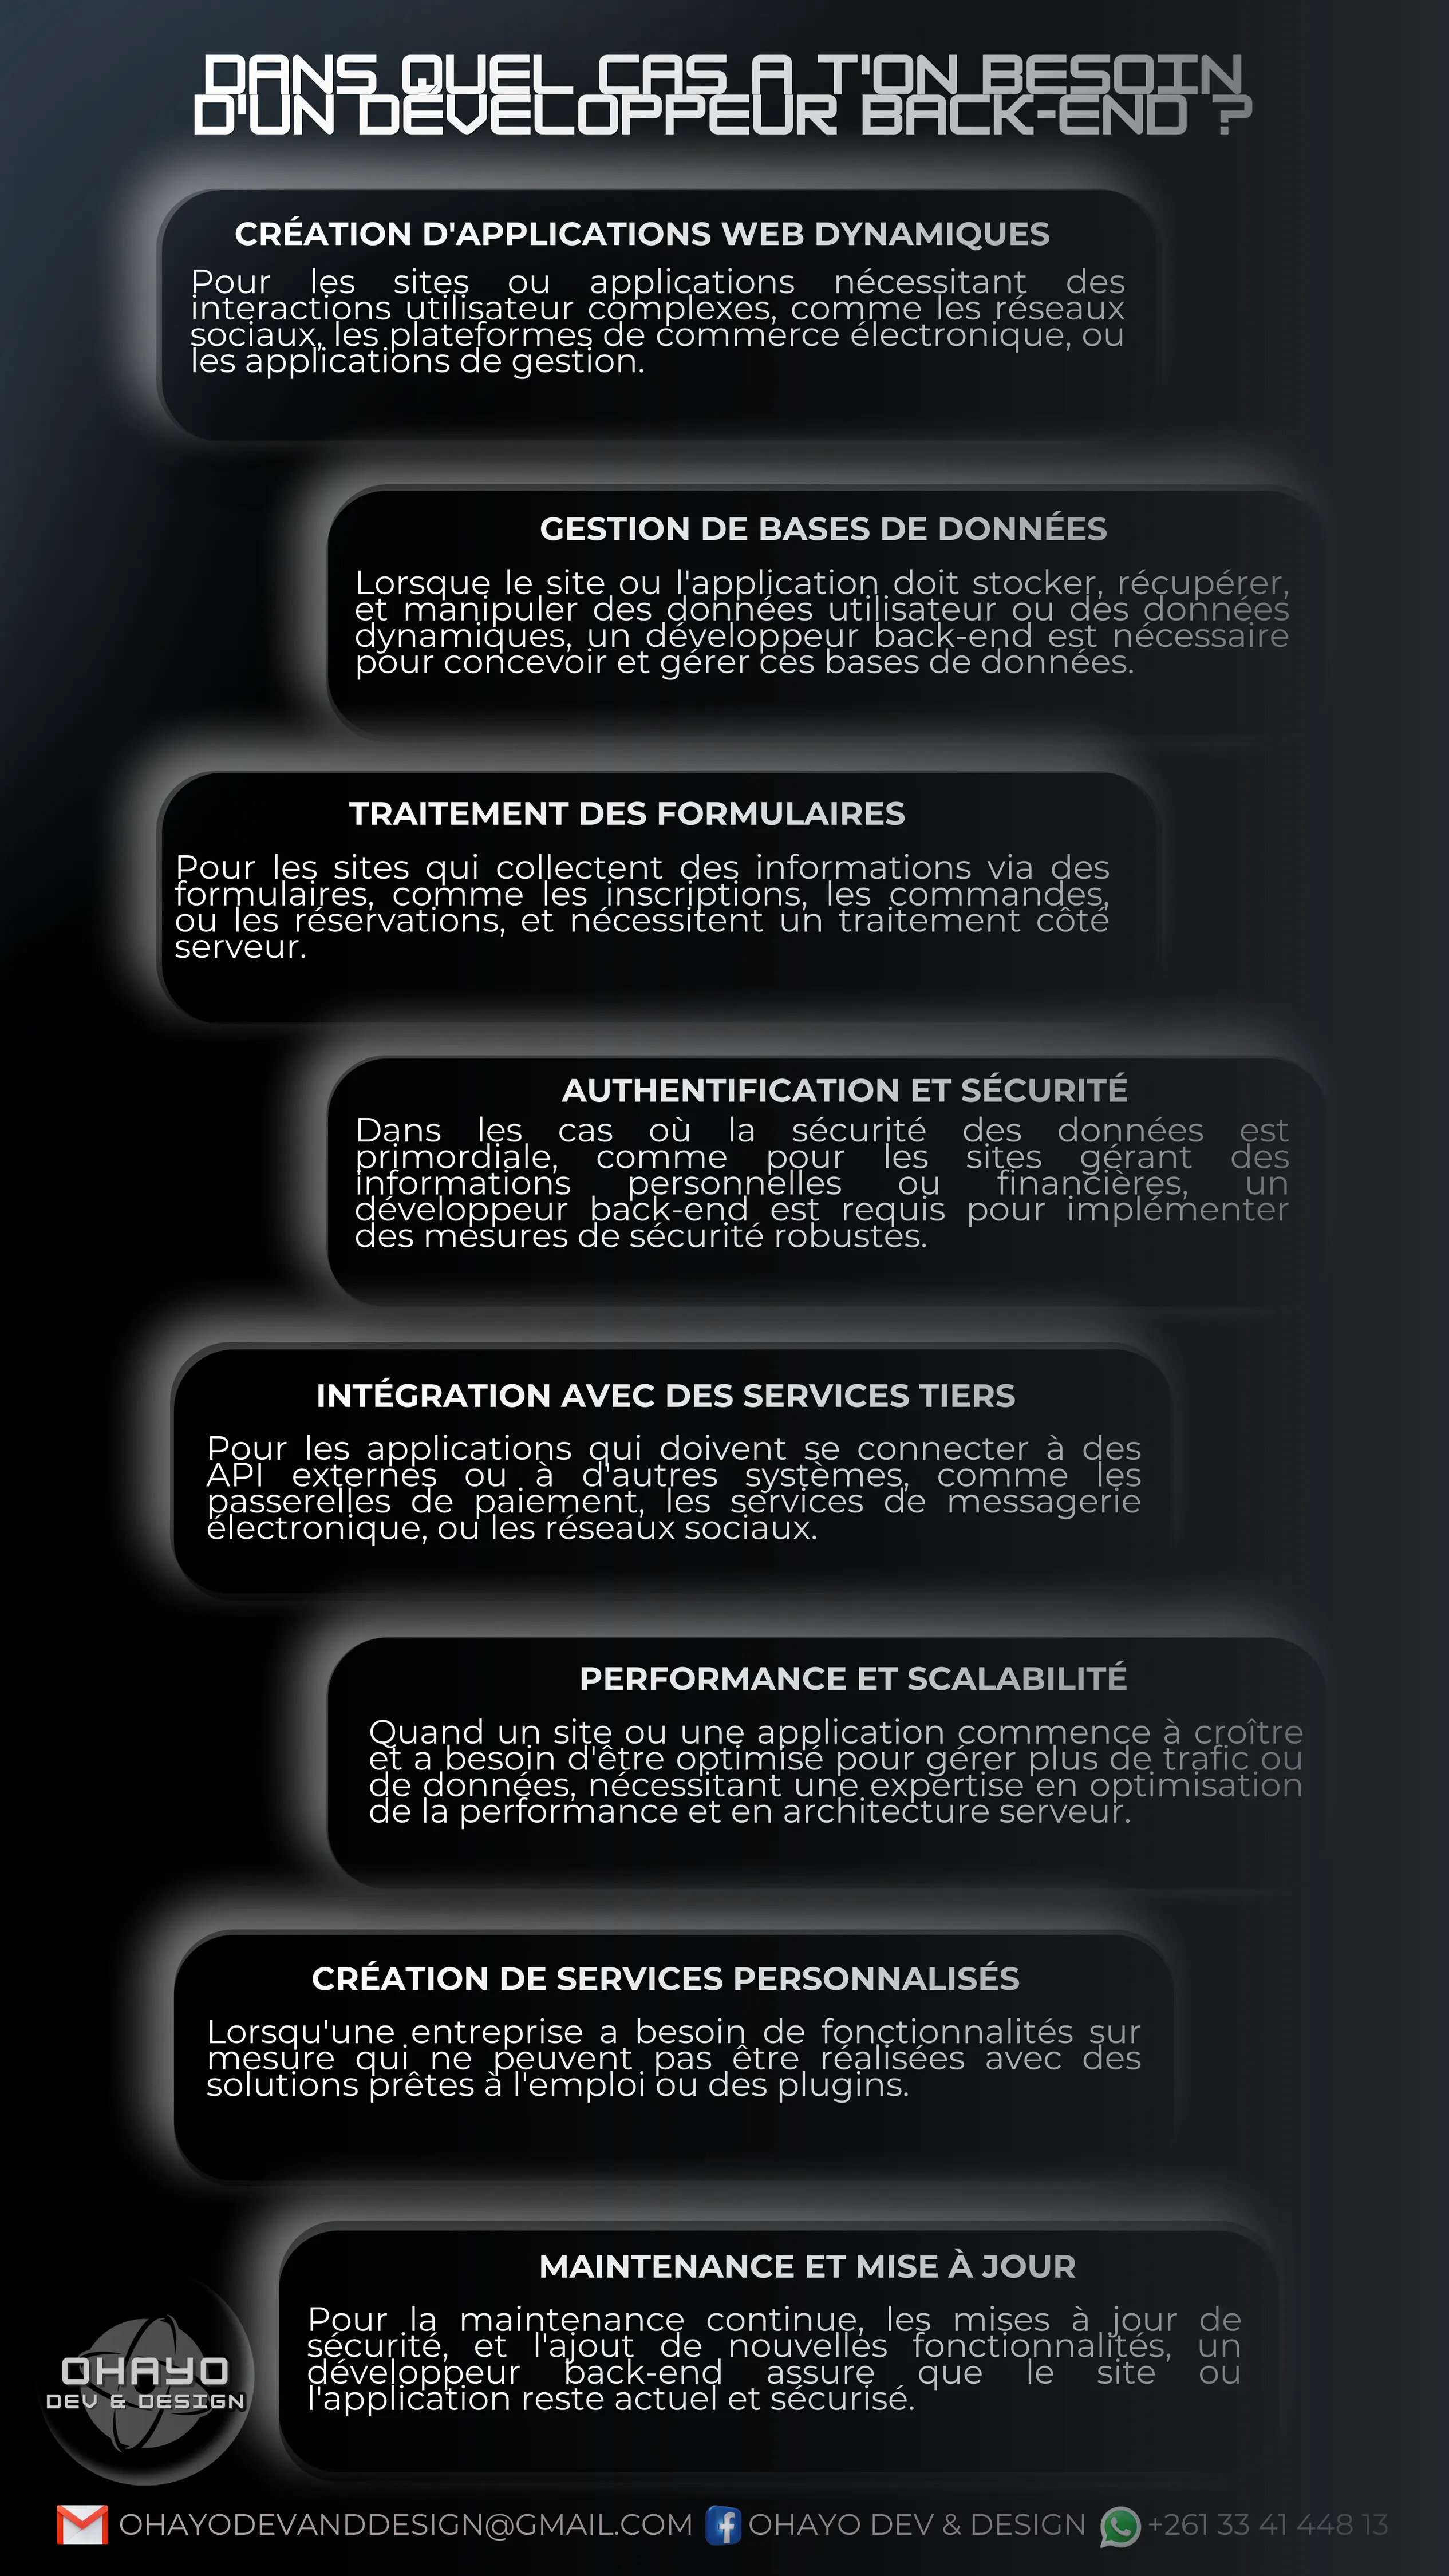 DANS QUEL CAS A T'ON BESOIN
D'UN DÉVELOPPEUR BACK-END ?
CRÉATION D'APPLICATIONS WEB DYNAMIQUES
Pour les sites ou applications nécessitant des
interactions utilisateur complexes, comme les réseaux
sociaux, les plateformes de commerce électronique, ou
les applications de gestion.
GESTION DE BASES DE DONNÉES
Lorsque le site ou l'application doit stocker, récupérer,
et manipuler des données utilisateur ou des données
dynamiques, un développeur back-end est nécessaire
pour concevoir et gérer ces bases de données.
TRAITEMENT DES FORMULAIRES
Pour les sites qui collectent des informations via des
formulaires, comme les inscriptions, les commandes,
ou les réservations, et nécessitent un traitement côté
serveur.
AUTHENTIFICATION ET SÉCURITÉ
Dans les cas où la sécurité des données est
primordiale, comme pour les sites gérant des
informations personnelles ou financières, un
développeur back-end est requis pour implémenter
des mesures de sécurité robustes.
INTÉGRATION AVEC DES SERVICES TIERS
Pour les applications qui doivent se connecter à des
API externes ou à d'autres systèmes, comme les
passerelles de paiement, les services de messagerie
électronique, ou les réseaux sociaux.
PERFORMANCE ET SCALABILITÉ
Quand un site ou une application commence à croître
et a besoin d'être optimisé pour gérer plus de trafic ou
de données, nécessitant une expertise en optimisation
de la performance et en architecture serveur.
CRÉATION DE SERVICES PERSONNALISÉS
Lorsqu'une entreprise a besoin de fonctionnalités sur
mesure qui ne peuvent pas être réalisées avec des
solutions prêtes à l'emploi ou des plugins.
MAINTENANCE ET MISE À JOUR
Pour la maintenance continue, les mises à jour de
sécurité, et l'ajout de nouvelles fonctionnalités, un
développeur back-end assure que le site ou
l'application reste actuel et sécurisé.
OHAYO
DEV & DESIGN
OHAYODEVANDDESIGN@GMAIL.COM OHAYO DEV & DESIGN +261 33 41 448 13